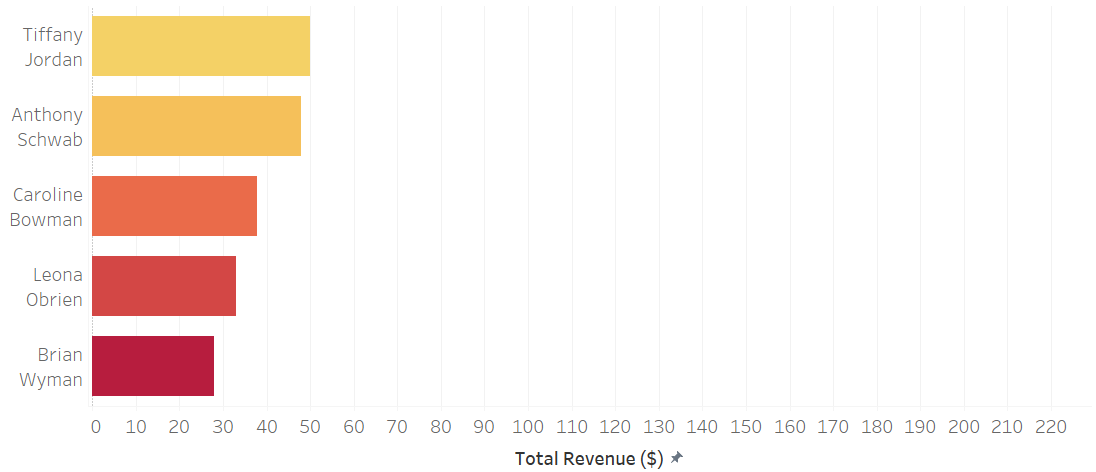 Tiffany
Jordan
Anthony
Schwab
Caroline
Bowman
Leona
Obrien
Brian
Wyman
0 10 20 30 40 50 60 70 80 90 100 110 120 130 140 150 160 170 180 190 200 210 220
Total Revenue ($)